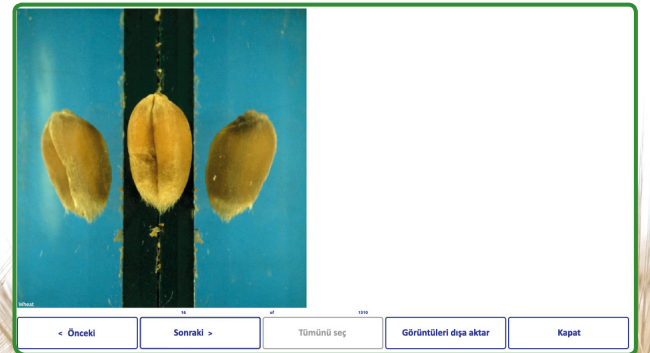 Wheat
16 of 1310
< Önceki
Sonraki >
Tümünü seç
Görüntüleri dışa aktar
Kapat